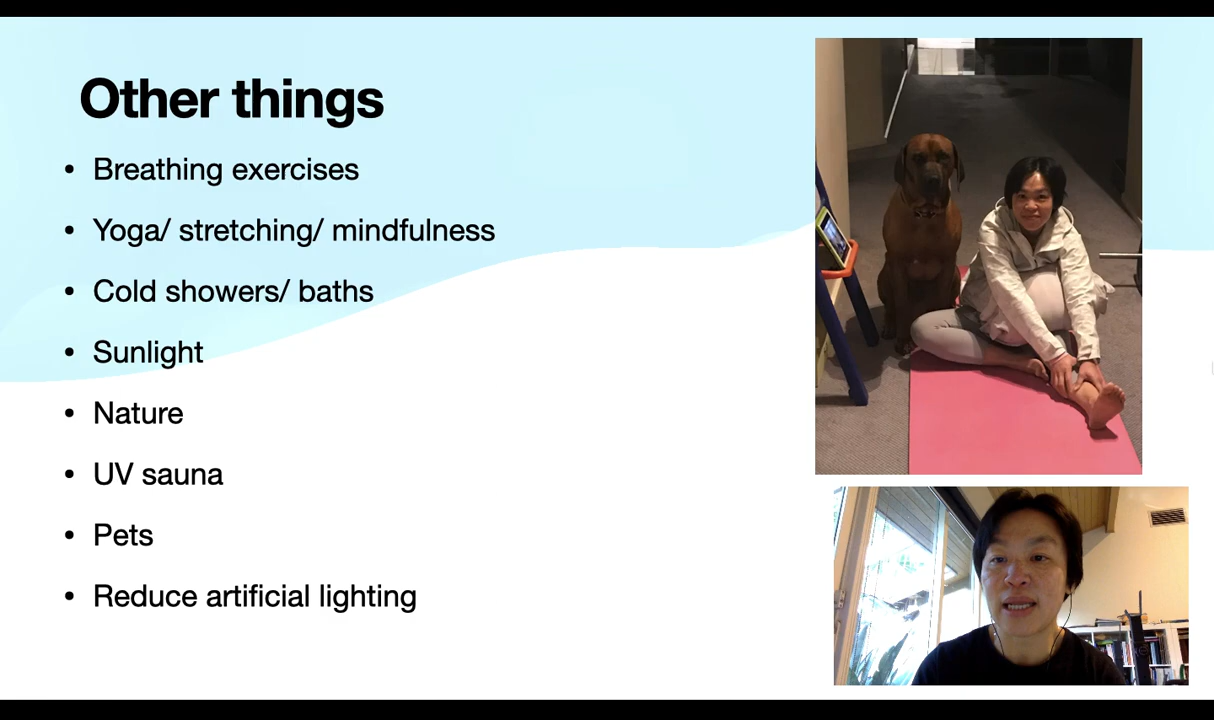 Other things
• Breathing exercises
• Yoga/ stretching/ mindfulness
• Cold showers/ baths
• Sunlight
• Nature
• UV sauna
• Pets
• Reduce artificial lighting